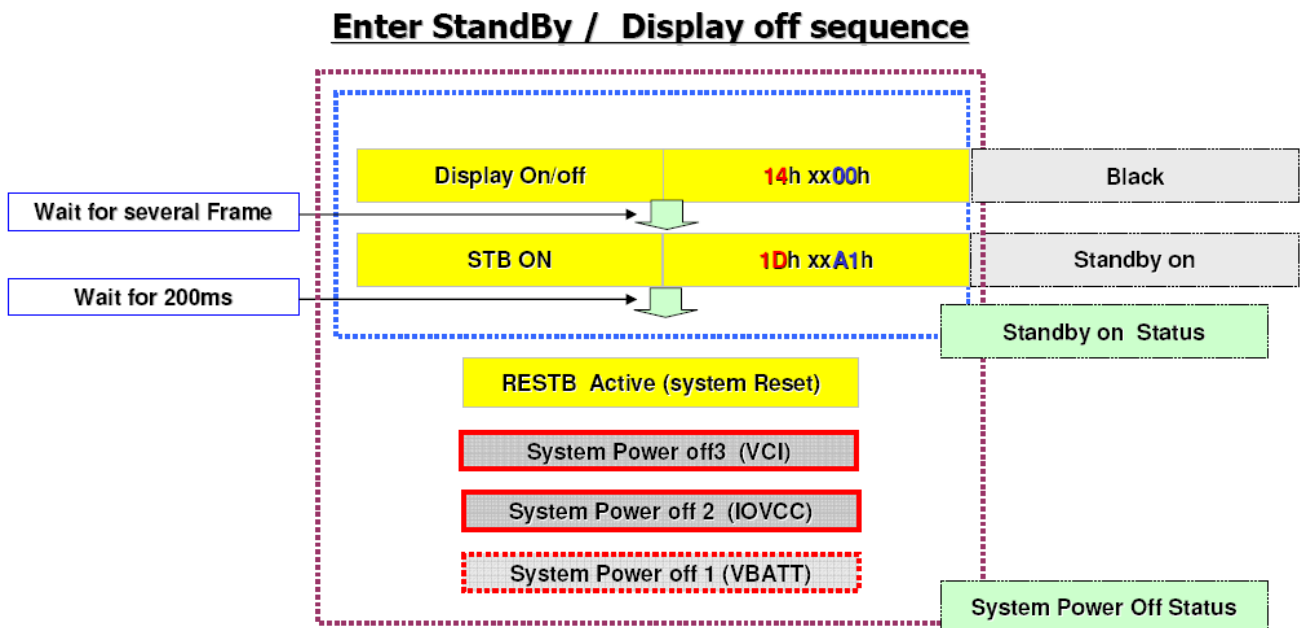 Enter StandBy / Display off sequence
Display On/off 14h xx00h Black
Wait for several Frame
STB ON 1Dh xxA1h Standby on
Wait for 200ms
Standby on Status
RESTB Active (system Reset)
System Power off3 (VCI)
System Power off 2 (IOVCC)
System Power off 1 (VBATT)
System Power Off Status